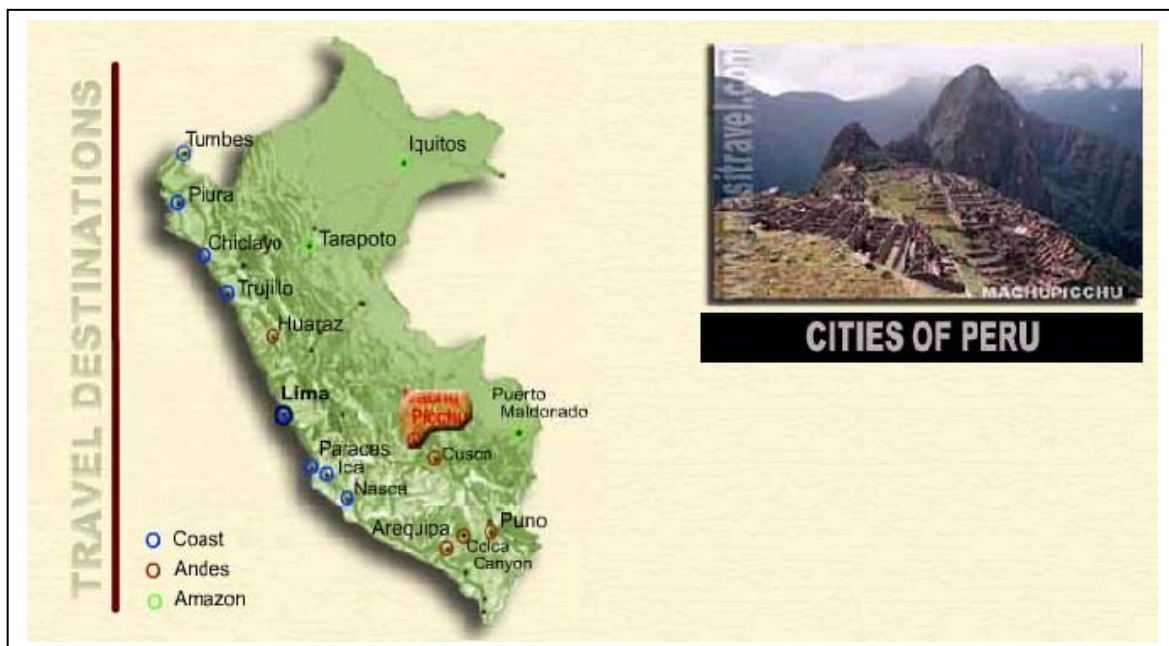 TRAVEL DESTINATIONS
Tumbes
Iquitos
Piura
Chiclayo
Tarapoto
Trujillo
Huaraz
Lima
Picchu
Puerto
Maldonado
Cusco
Paracas
Ica
Nasca
Arequipa
Puno
Colca
Canyon
Coast
Andes
Amazon
MACHUPICCHU
CITIES OF PERU